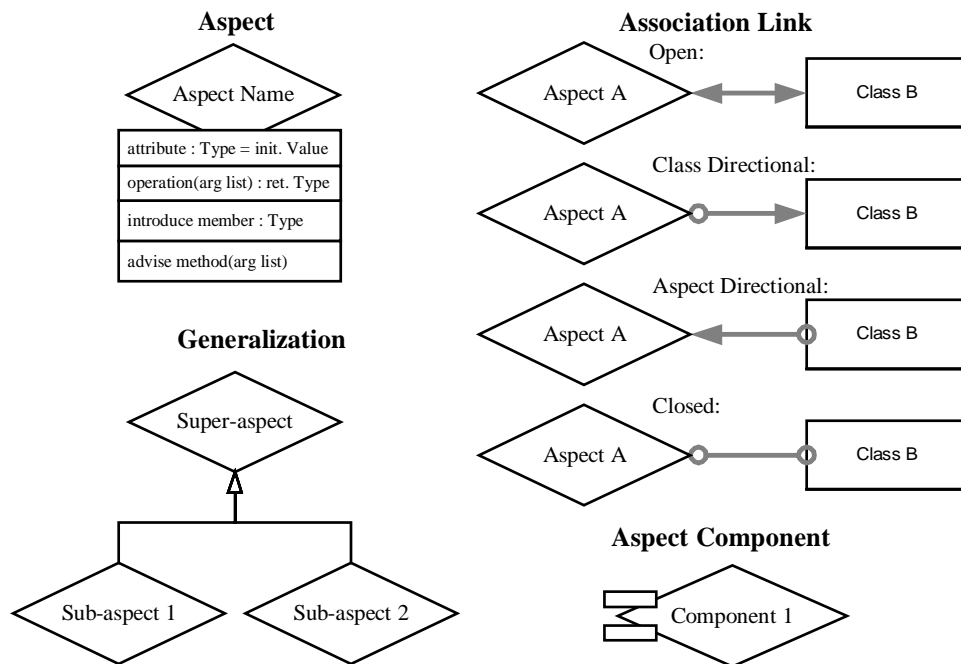 Aspect
Aspect Name
attribute : Type = init. Value
operation(arg list) : ret. Type
introduce member : Type
advise method(arg list)
Generalization
Super-aspect
Sub-aspect 1
Sub-aspect 2
Association Link
Open:
Aspect A
Class B
Class Directional:
Aspect A
Class B
Aspect Directional:
Aspect A
Class B
Closed:
Aspect A
Class B
Aspect Component
Component 1